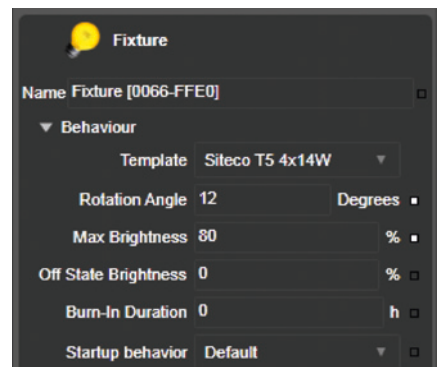 Fixture
Name Fixture [0066-FFE0]
Behaviour
Template Siteco T5 4x14W
Rotation Angle 12 Degrees
Max Brightness 80 %
Off State Brightness 0 %
Burn-In Duration 0 h
Startup behavior Default